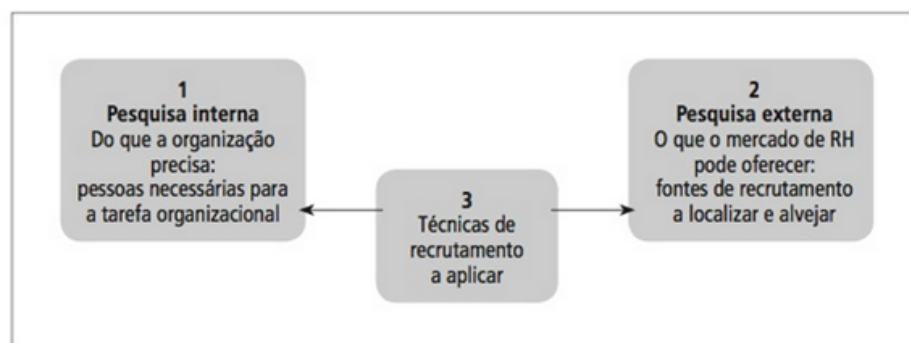 1
Pesquisa interna
Do que a organização
precisa:
pessoas necessárias para
a tarefa organizacional
2
Pesquisa externa
O que o mercado de RH
pode oferecer:
fontes de recrutamento
a localizar e alvejar
3
Técnicas de
recrutamento
a aplicar